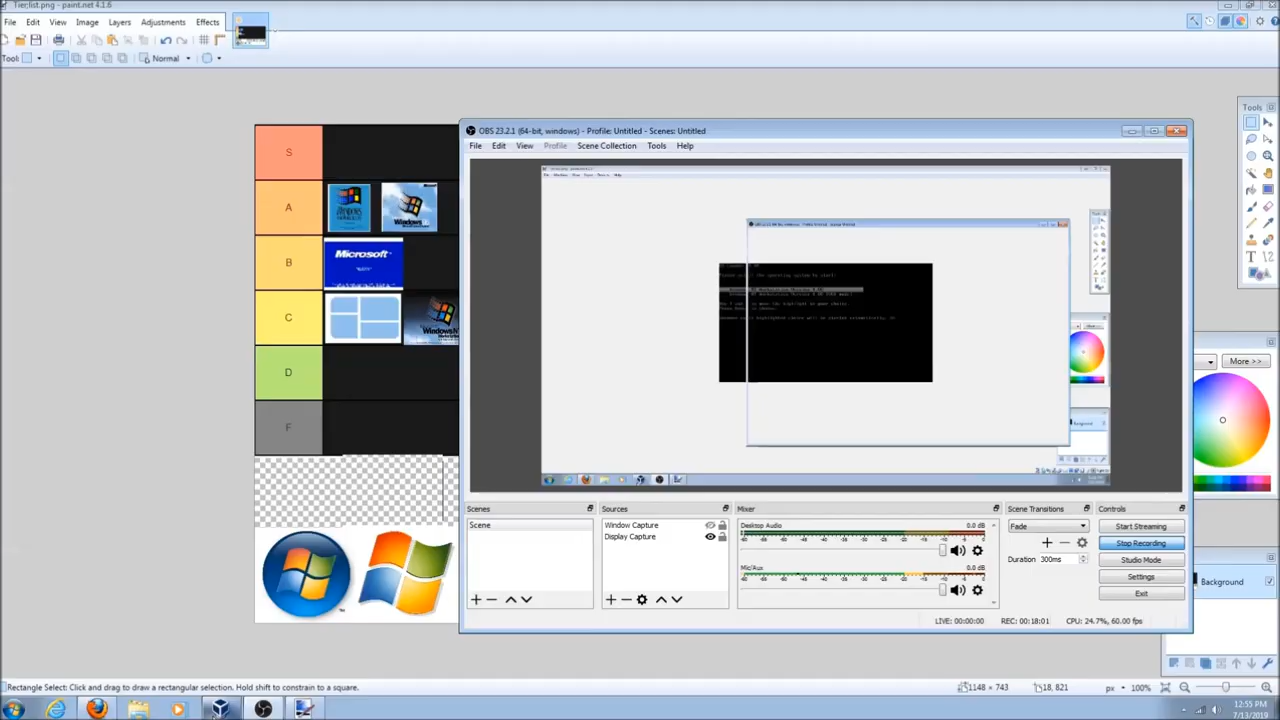 Tier;list.png - paint.net 4.1.6
File Edit View Image Layers Adjustments Effects
Tool: Normal
Tools
S
A
B
C
D
F
Windows
Microsoft
OBS 23.2.1 (64-bit, windows) - Profile: Untitled - Scenes: Untitled
File Edit View Profile Scene Collection Tools Help
Scenes
Scene
Sources
Window Capture
Display Capture
Mixer
Desktop Audio 0.0 dB
Mic/Aux 0.0 dB
Scene Transitions
Fade
Duration 300ms
Controls
Start Streaming
Stop Recording
Studio Mode
Settings
Exit
LIVE: 00:00:00 REC: 00:18:01 CPU: 24.7%, 60.00 fps
More >>
Background
Rectangle Select: Click and drag to draw a rectangular selection. Hold shift to constrain to a square.
1148 × 743 18, 821 px 100%
12:55 PM
7/13/2019